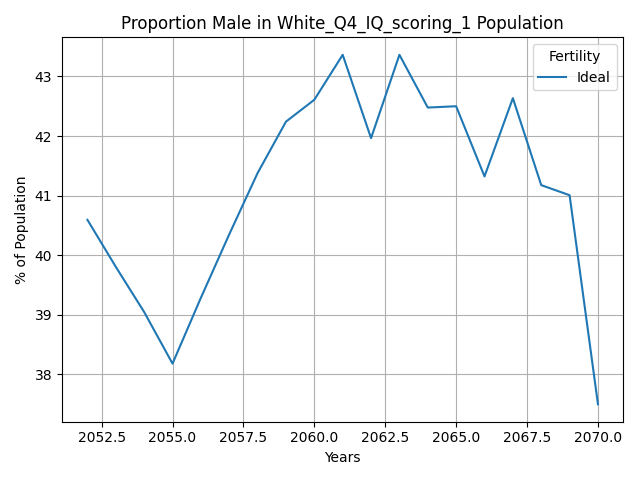 Proportion Male in White_Q4_IQ_scoring_1 Population
Fertility
Ideal
43
42
41
40
39
38
% of Population
2052.5 2055.0 2057.5 2060.0 2062.5 2065.0 2067.5 2070.0
Years